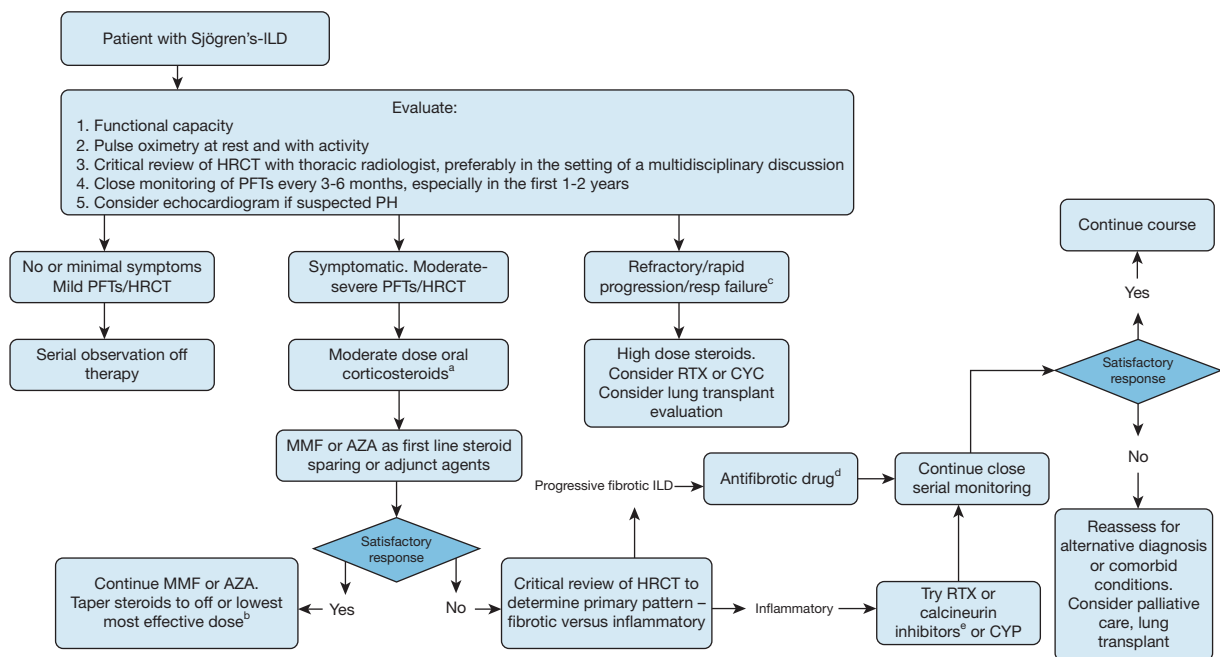 Patient with Sjögren's-ILD
Evaluate:
1. Functional capacity
2. Pulse oximetry at rest and with activity
3. Critical review of HRCT with thoracic radiologist, preferably in the setting of a multidisciplinary discussion
4. Close monitoring of PFTs every 3-6 months, especially in the first 1-2 years
5. Consider echocardiogram if suspected PH
No or minimal symptoms
Mild PFTs/HRCT
Serial observation off
therapy
Symptomatic. Moderate-
severe PFTs/HRCT
Moderate dose oral
corticosteroidsᵃ
MMF or AZA as first line steroid
sparing or adjunct agents
Satisfactory
response
Yes
Continue MMF or AZA.
Taper steroids to off or lowest
most effective doseᵇ
No
Critical review of HRCT to
determine primary pattern –
fibrotic versus inflammatory
Progressive fibrotic ILD
Antifibrotic drugᵈ
Inflammatory
Try RTX or
calcineurin
inhibitorsᵉ or CYP
Continue close
serial monitoring
Satisfactory
response
Yes
Continue course
No
Reassess for
alternative diagnosis
or comorbid
conditions.
Consider palliative
care, lung
transplant
Refractory/rapid
progression/resp failureᶜ
High dose steroids.
Consider RTX or CYC
Consider lung transplant
evaluation